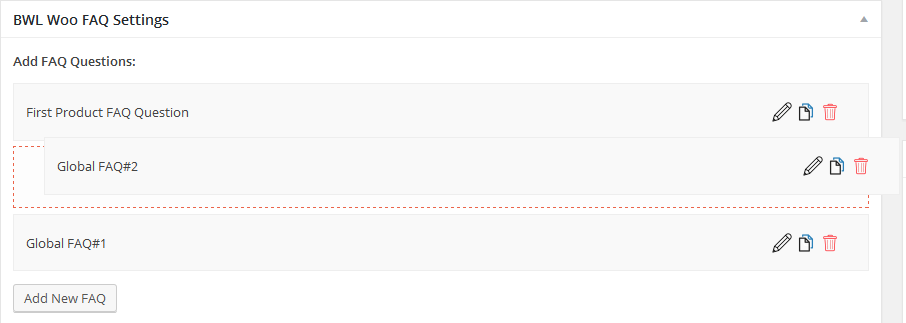 BWL Woo FAQ Settings
Add FAQ Questions:
First Product FAQ Question
Global FAQ#2
Global FAQ#1
Add New FAQ